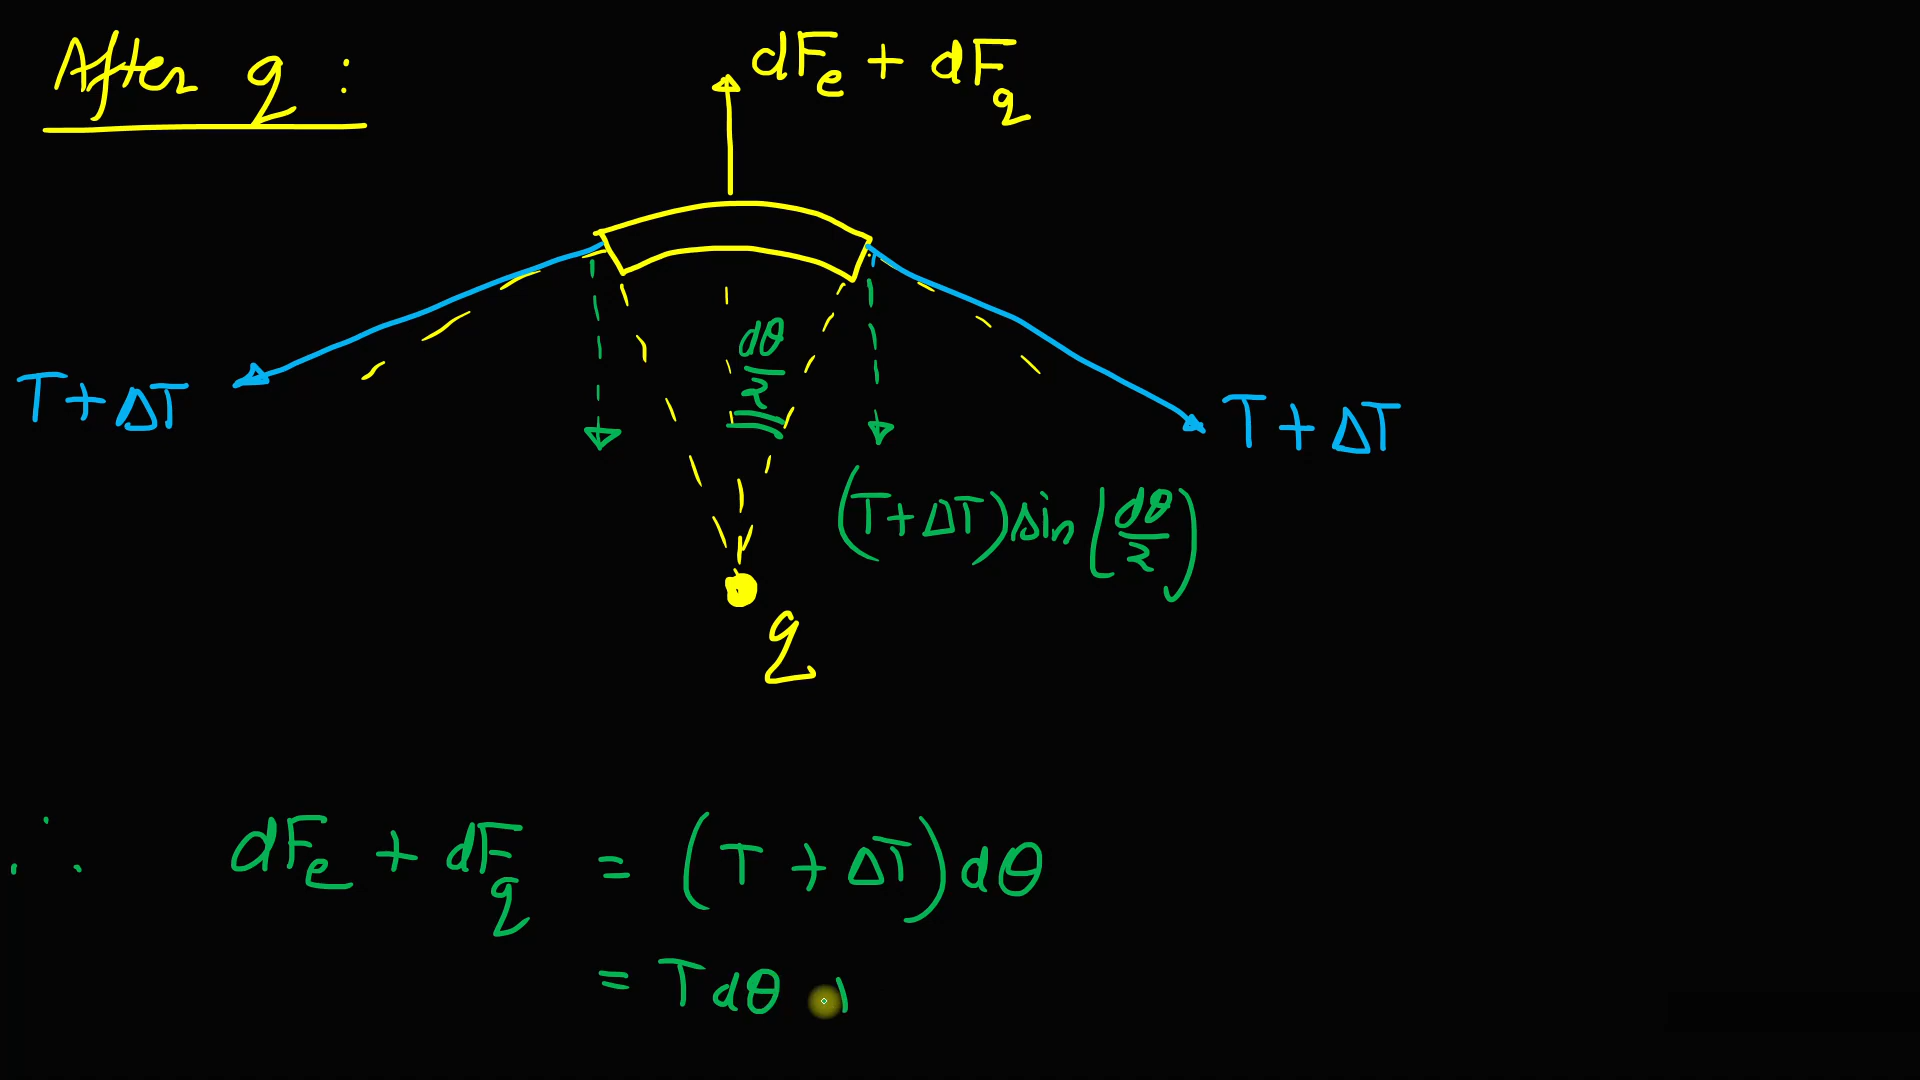 After q :
dFe + dFq
dθ/2
T + ΔT
T + ΔT
(T + ΔT) sin (dθ/2)
q
∴ dFe + dFq = (T + ΔT) dθ
= T dθ